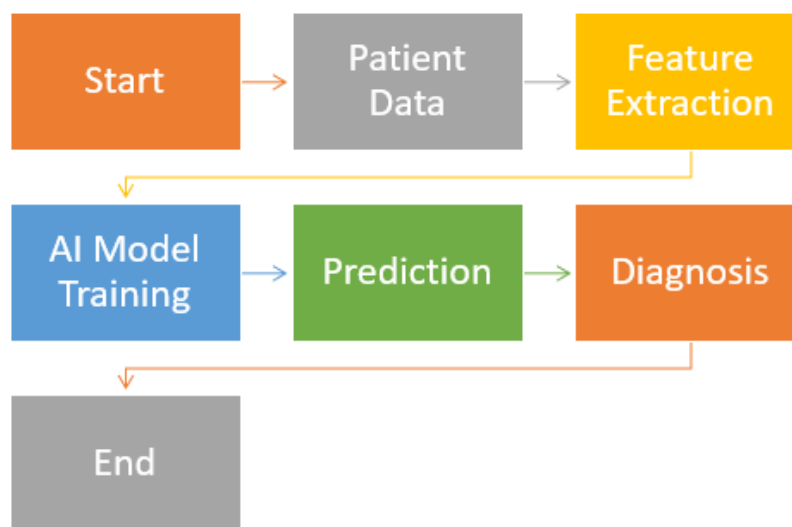 Start
Patient
Data
Feature
Extraction
AI Model
Training
Prediction
Diagnosis
End